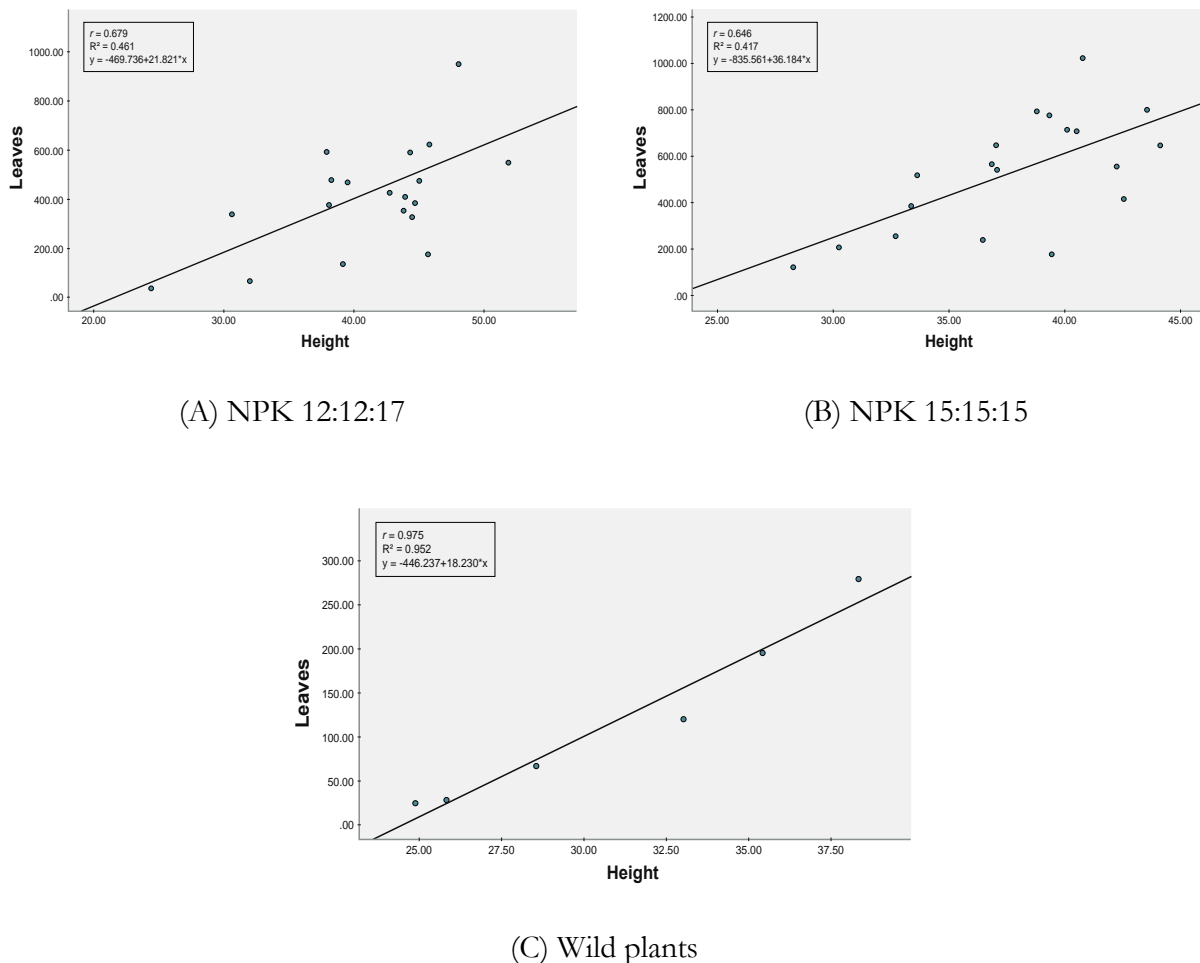 r = 0.679
R² = 0.461
y = -469.736+21.821*x
1000.00
800.00
600.00
400.00
200.00
.00
Leaves
20.00 30.00 40.00 50.00
Height
(A) NPK 12:12:17
r = 0.646
R² = 0.417
y = -835.561+36.184*x
1200.00
1000.00
800.00
600.00
400.00
200.00
.00
Leaves
25.00 30.00 35.00 40.00 45.00
Height
(B) NPK 15:15:15
r = 0.975
R² = 0.952
y = -446.237+18.230*x
300.00
250.00
200.00
150.00
100.00
50.00
.00
Leaves
25.00 27.50 30.00 32.50 35.00 37.50
Height
(C) Wild plants